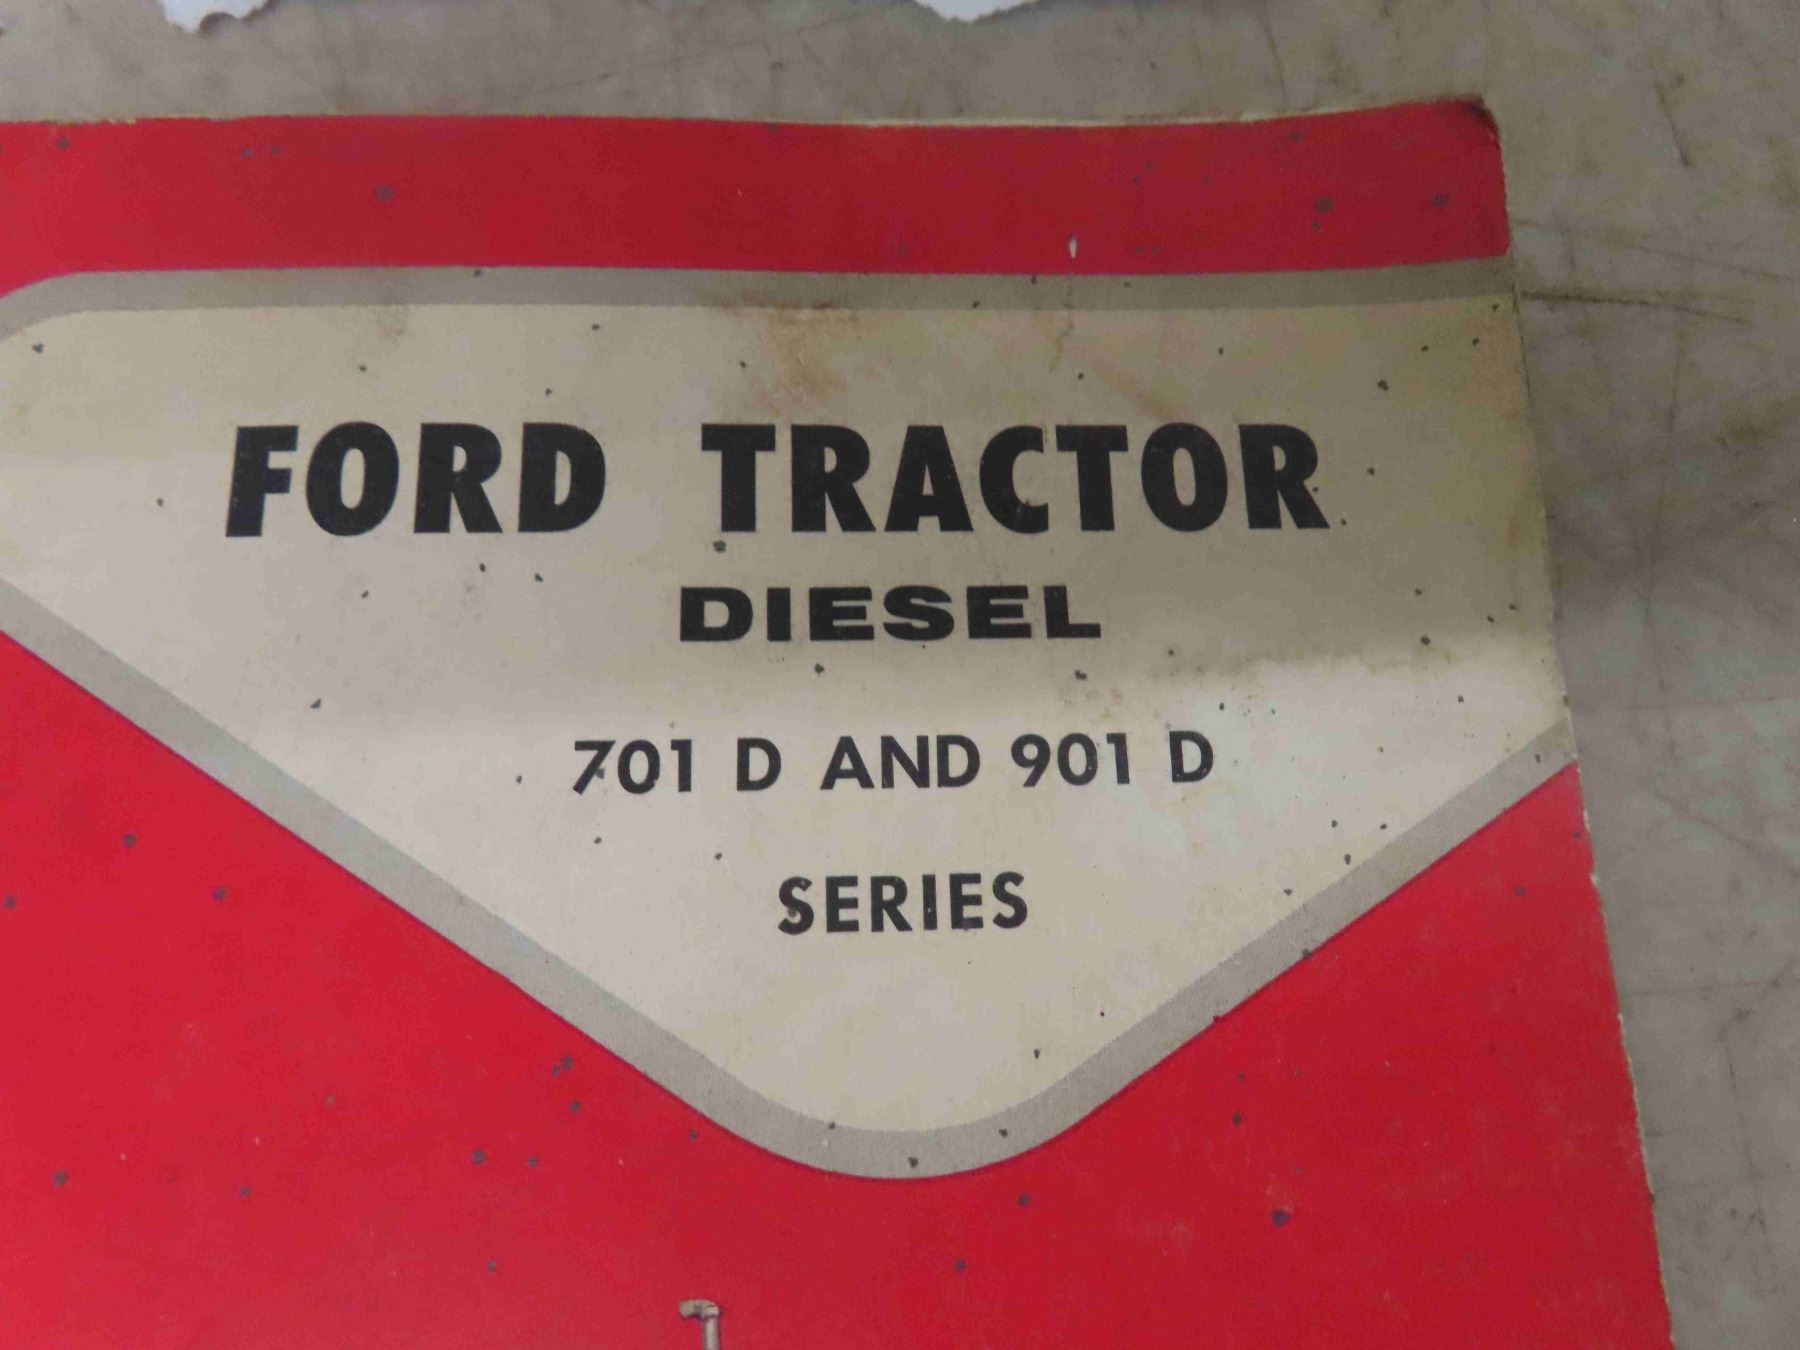 FORD TRACTOR
DIESEL
701 D AND 901 D
SERIES